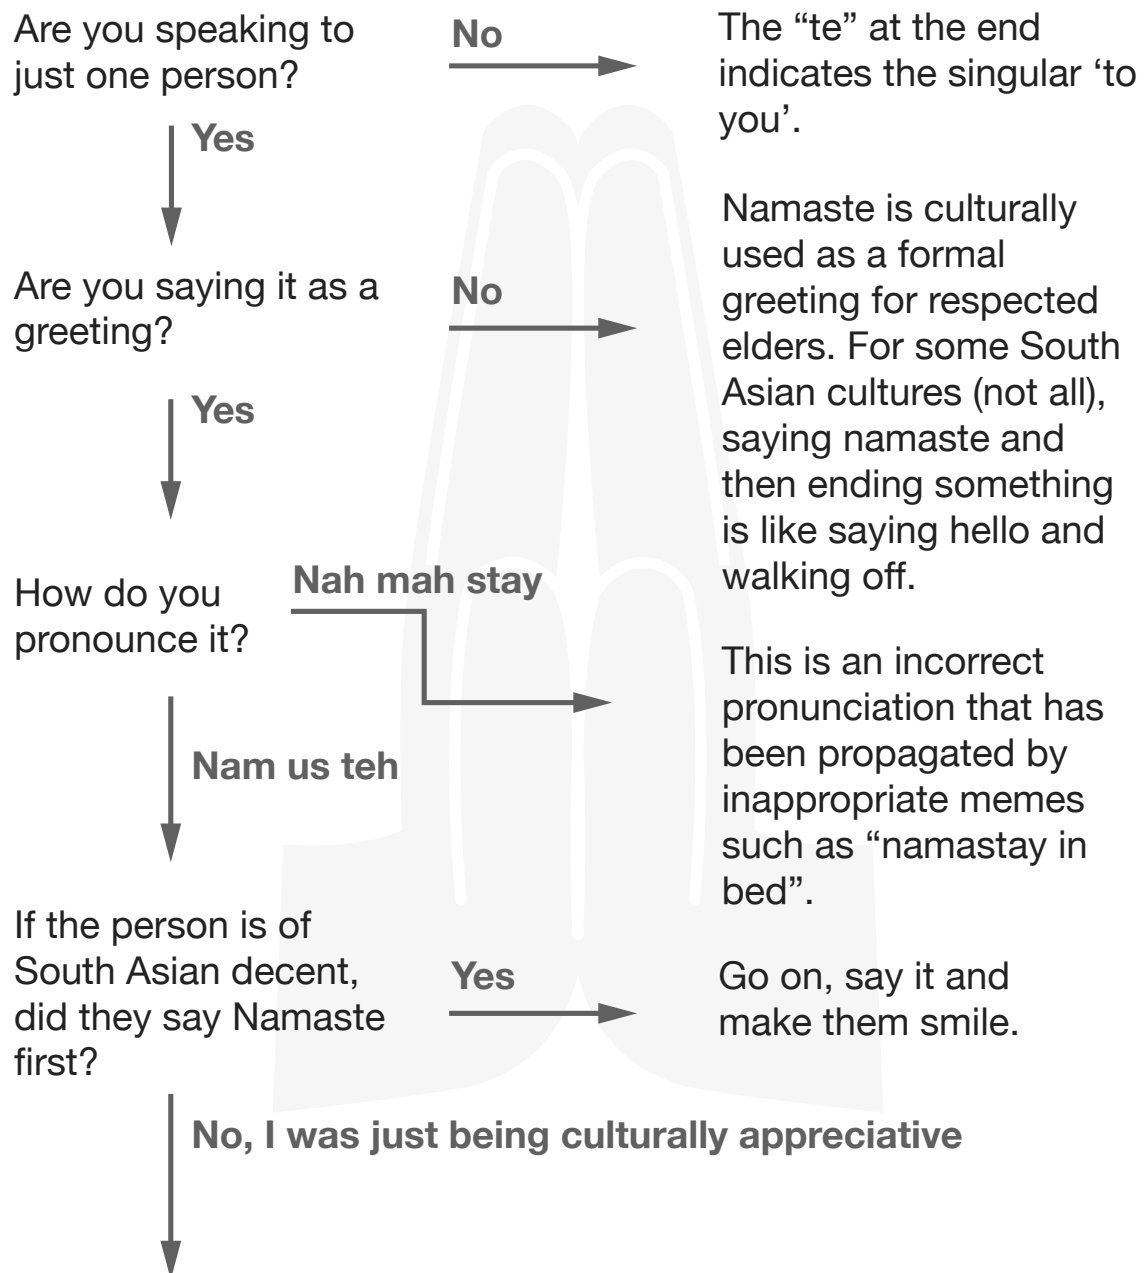 Are you speaking to
just one person?
No
The “te” at the end
indicates the singular ‘to
you’.
Yes
Are you saying it as a
greeting?
No
Namaste is culturally
used as a formal
greeting for respected
elders. For some South
Asian cultures (not all),
saying namaste and
then ending something
is like saying hello and
walking off.
Yes
How do you
pronounce it?
Nah mah stay
This is an incorrect
pronunciation that has
been propagated by
inappropriate memes
such as “namastay in
bed”.
Nam us teh
If the person is of
South Asian decent,
did they say Namaste
first?
Yes
Go on, say it and
make them smile.
No, I was just being culturally appreciative